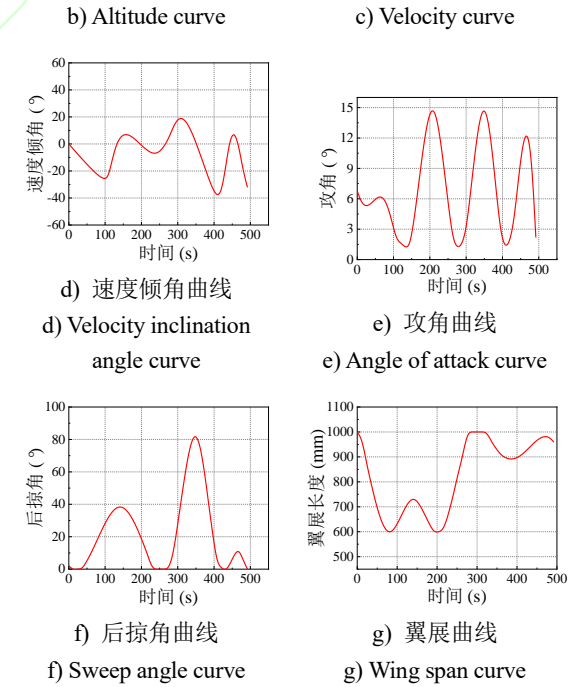 b) Altitude curve
c) Velocity curve
60
40
20
0
-20
-40
-60
速度倾角 (°)
0 100 200 300 400 500
时间 (s)
d) 速度倾角曲线
d) Velocity inclination
angle curve
15
12
9
6
3
0
攻角 (°)
0 100 200 300 400 500
时间 (s)
e) 攻角曲线
e) Angle of attack curve
100
80
60
40
20
0
后掠角 (°)
0 100 200 300 400 500
时间 (s)
f) 后掠角曲线
f) Sweep angle curve
1100
1000
900
800
700
600
500
翼展长度 (mm)
0 100 200 300 400 500
时间 (s)
g) 翼展曲线
g) Wing span curve